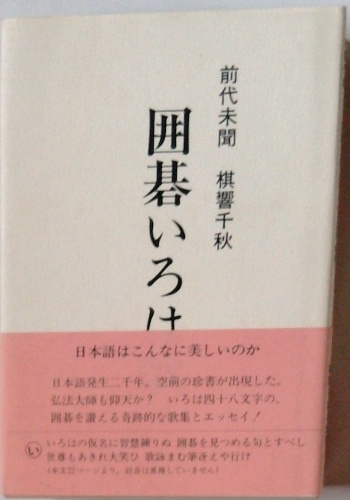 前代未聞　棋響千秋
囲碁いろは
日本語はこんなに美しいのか
日本語発生二千年。空前の珍書が出現した。
弘法大師も仰天か？　いろは四十八文字の、
囲碁を讃える奇跡的な歌集とエッセイ！
い
いろはの仮名に智慧練りぬ 囲碁を見つめる句とすべし
世尊もあきれ大笑ひ 歌詠みむ筆冴えや行け